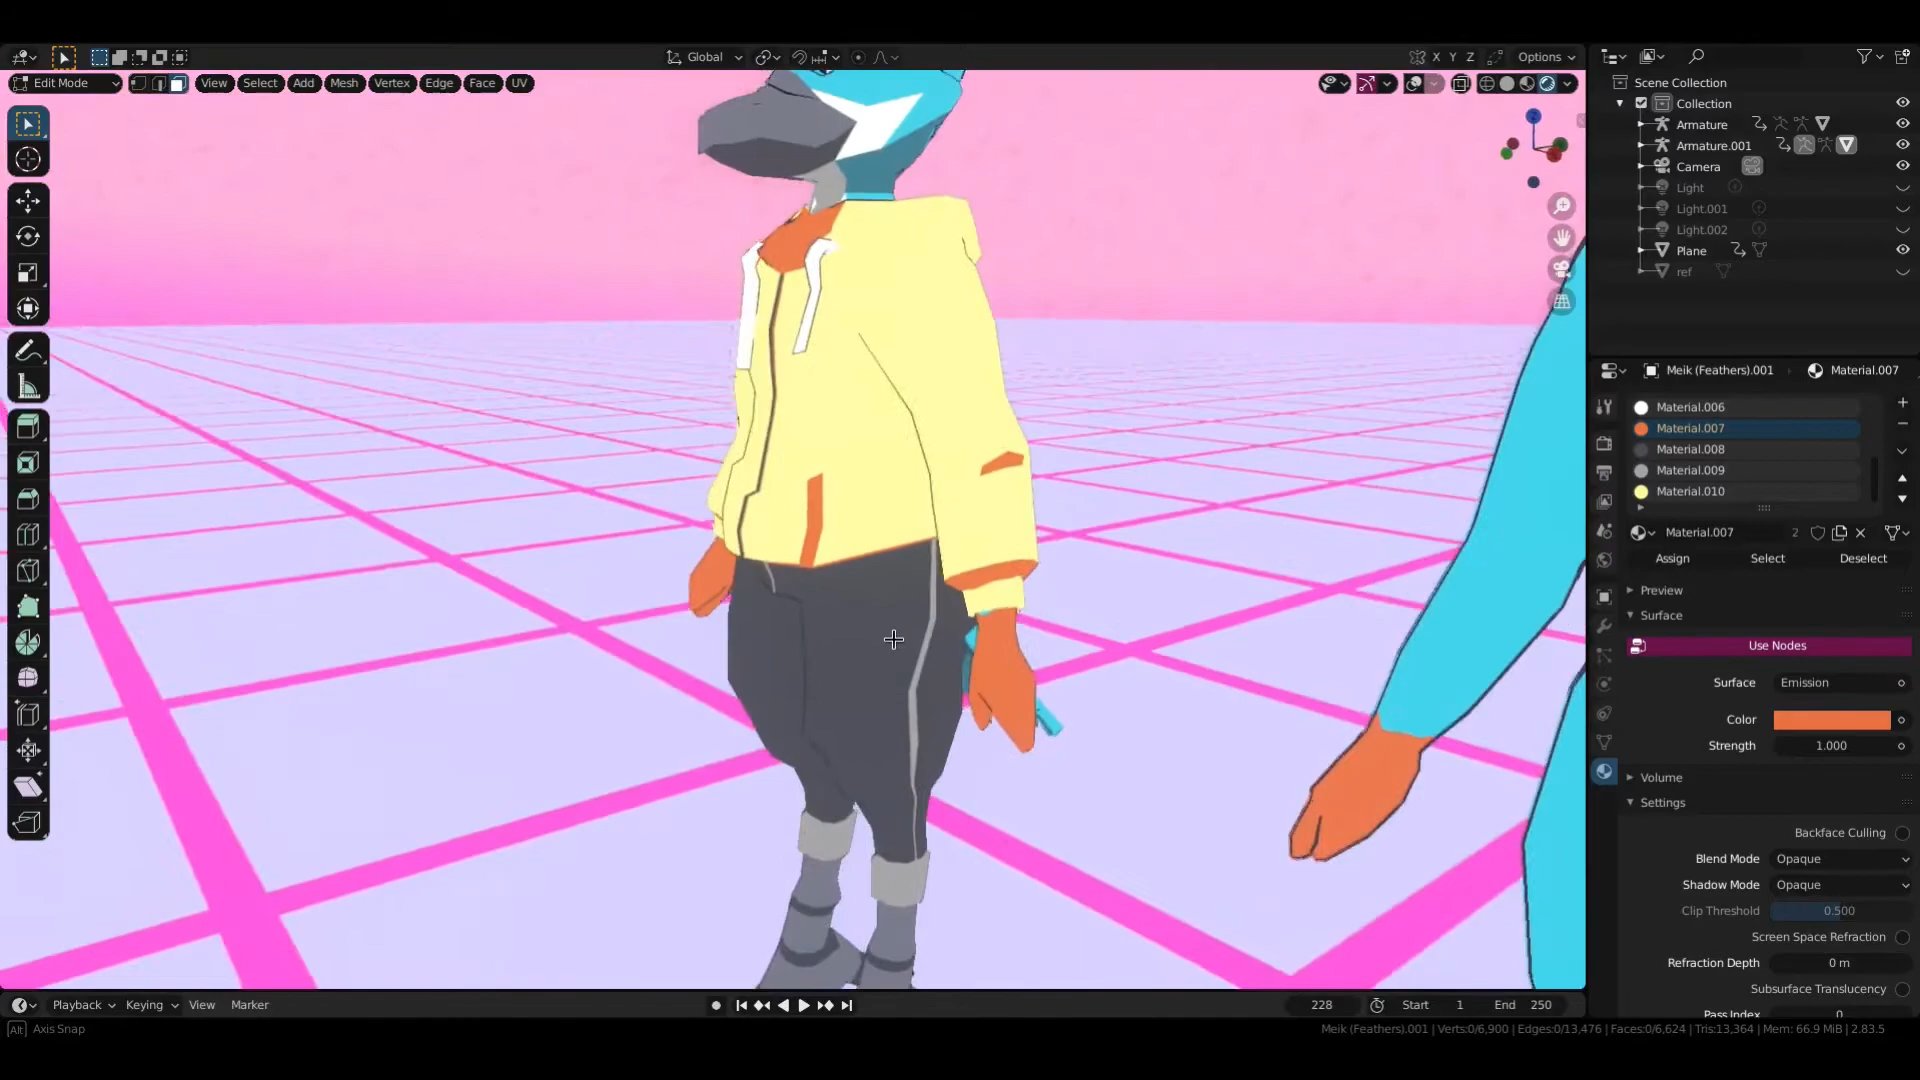 Global
X Y Z
Options
Edit Mode
View Select Add Mesh Vertex Edge Face UV
Scene Collection
Collection
Armature
Armature.001
Camera
Light
Light.001
Light.002
Plane
ref
Meik (Feathers).001 Material.007
Material.006
Material.007
Material.008
Material.009
Material.010
Material.007 2
Assign Select Deselect
Preview
Surface
Use Nodes
Surface Emission
Color
Strength 1.000
Volume
Settings
Backface Culling
Blend Mode Opaque
Shadow Mode Opaque
Clip Threshold 0.500
Screen Space Refraction
Refraction Depth 0 m
Subsurface Translucency
Pass Index 0
Playback Keying View Marker
228 Start 1 End 250
Alt Axis Snap
Meik (Feathers).001 | Verts:0/6,900 | Edges:0/13,476 | Faces:0/6,624 | Tris:13,364 | Mem: 66.9 MiB | 2.83.5